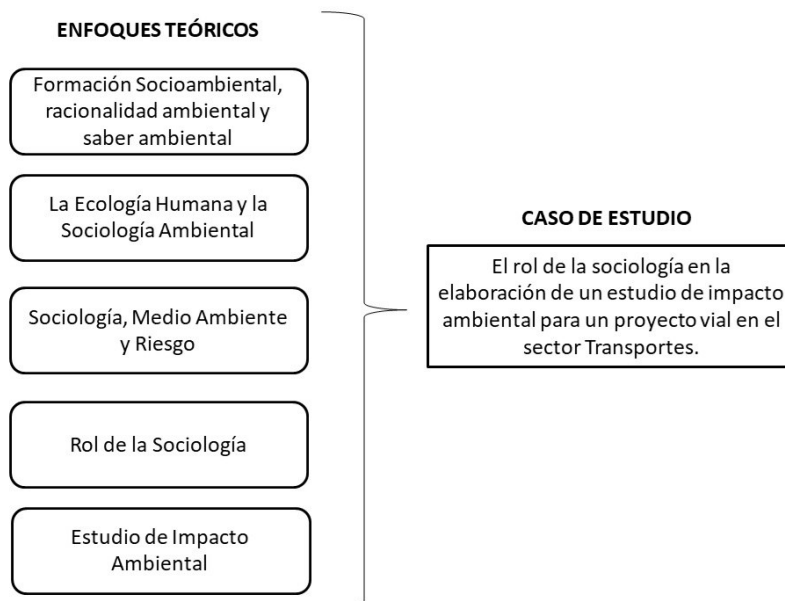 ENFOQUES TEÓRICOS
Formación Socioambiental,
racionalidad ambiental y
saber ambiental
La Ecología Humana y la
Sociología Ambiental
Sociología, Medio Ambiente
y Riesgo
Rol de la Sociología
Estudio de Impacto
Ambiental
CASO DE ESTUDIO
El rol de la sociología en la
elaboración de un estudio de impacto
ambiental para un proyecto vial en el
sector Transportes.